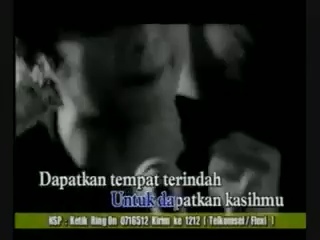 Dapatkan tempat terindah
Untuk dapatkan kasihmu
NSP : Ketik Ring On 0716512 Kirim ke 1212 ( Telkomsel / Flexi )